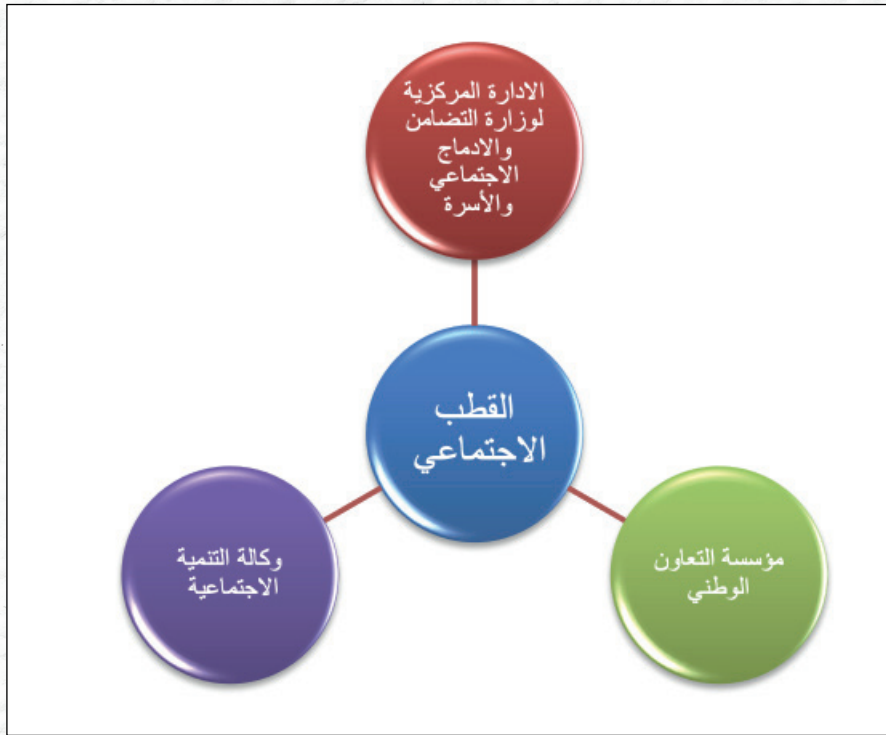 الادارة المركزية
لوزارة التضامن
والادماج
الاجتماعي
والأسرة
القطب
الاجتماعي
وكالة التنمية
الاجتماعية
مؤسسة التعاون
الوطني